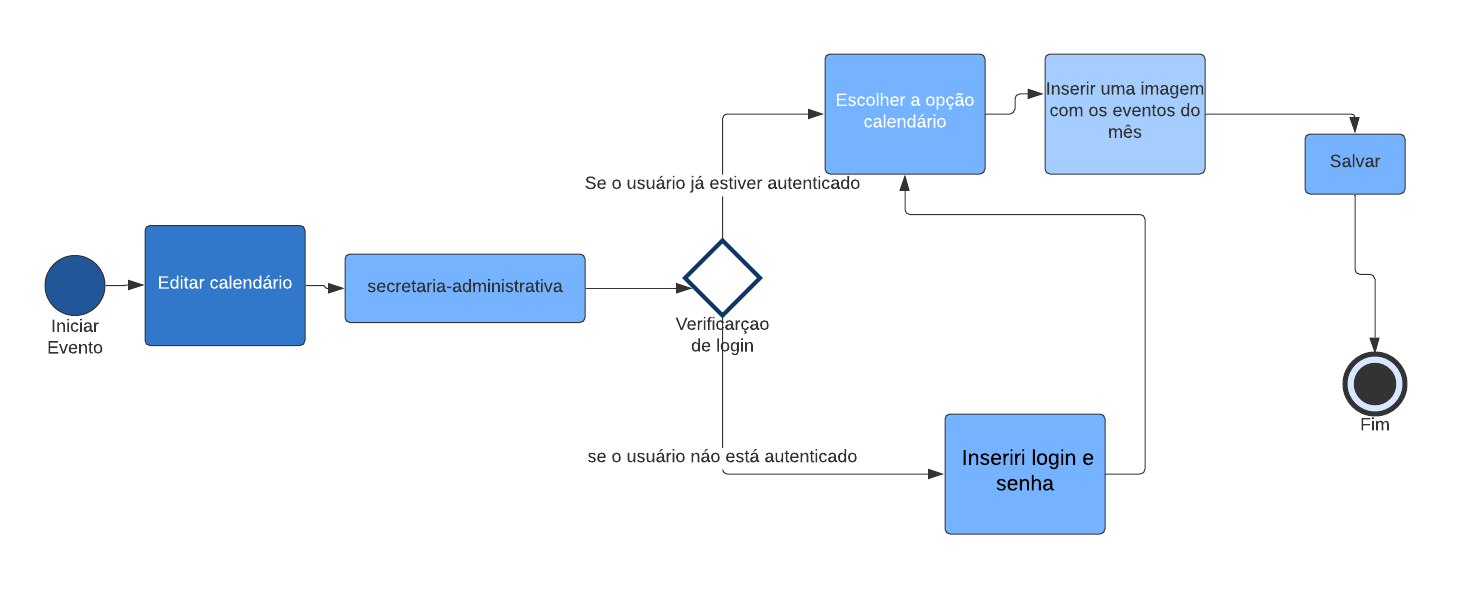 Iniciar
Evento
Editar calendário
secretaria-administrativa
Verificarçao
de login
Se o usuário já estiver autenticado
Escolher a opção
calendário
Inserir uma imagem
com os eventos do
mês
Salvar
Fim
se o usuário náo está autenticado
Inseriri login e
senha